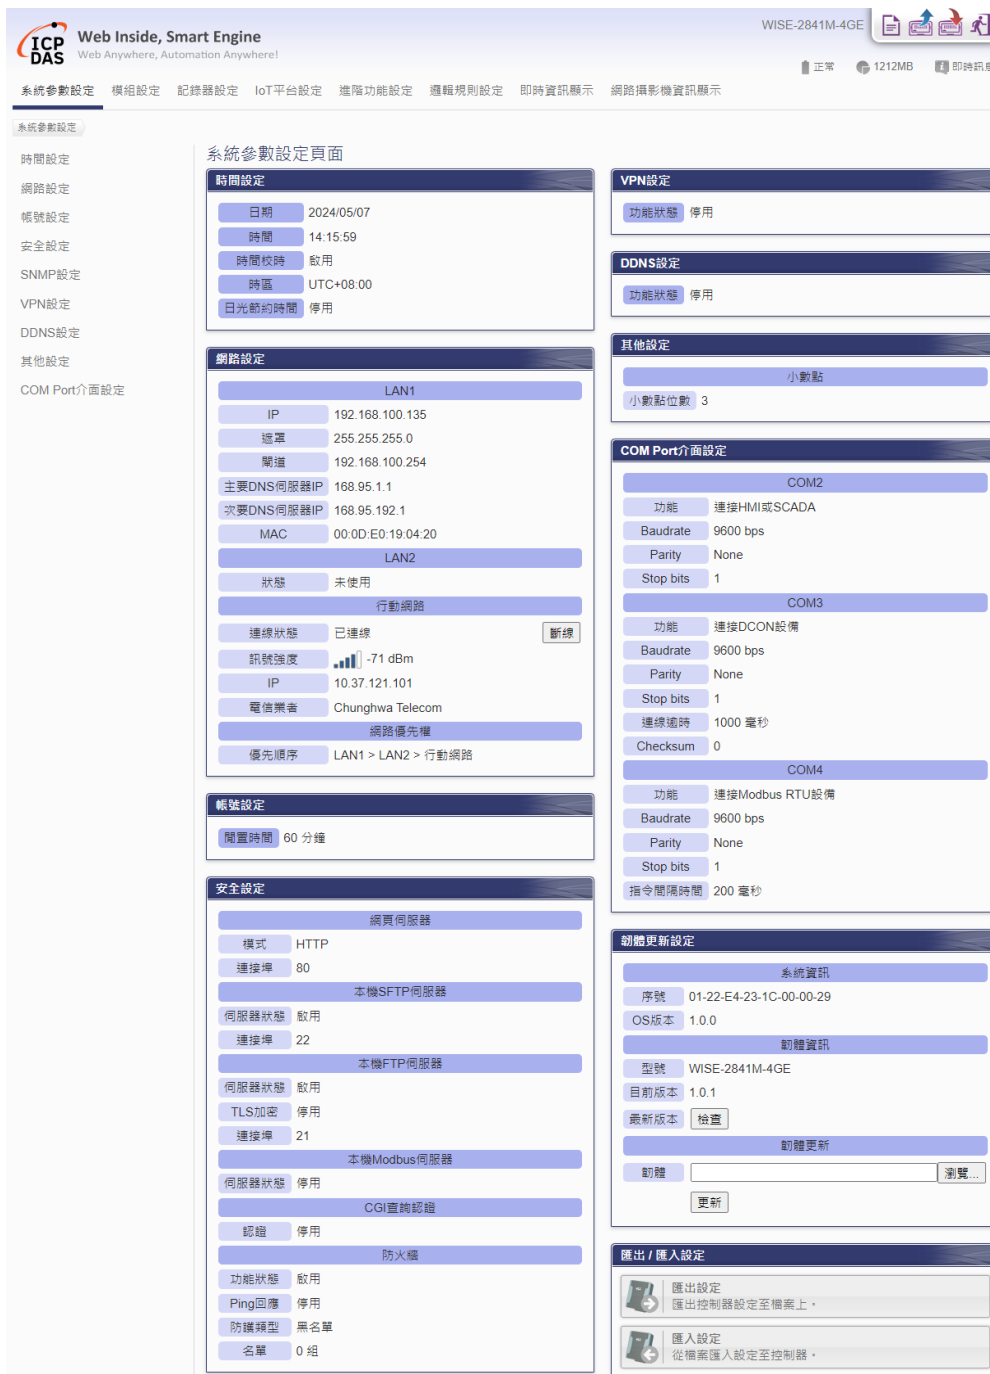 ICP DAS
Web Inside, Smart Engine
Web Anywhere, Automation Anywhere!
WISE-2841M-4GE
正常 1212MB 即時訊息
系統參數設定 模組設定 記錄器設定 IoT平台設定 進階功能設定 邏輯規則設定 即時資訊顯示 網路攝影機資訊顯示
系統參數設定
時間設定
網路設定
帳號設定
安全設定
SNMP設定
VPN設定
DDNS設定
其他設定
COM Port介面設定
系統參數設定頁面
時間設定
日期 2024/05/07
時間 14:15:59
時間校時 啟用
時區 UTC+08:00
日光節約時間 停用
網路設定
LAN1
IP 192.168.100.135
遮罩 255.255.255.0
閘道 192.168.100.254
主要DNS伺服器IP 168.95.1.1
次要DNS伺服器IP 168.95.192.1
MAC 00:0D:E0:19:04:20
LAN2
狀態 未使用
行動網路
連線狀態 已連線 斷線
訊號強度 -71 dBm
IP 10.37.121.101
電信業者 Chunghwa Telecom
網路優先權
優先順序 LAN1 > LAN2 > 行動網路
帳號設定
閒置時間 60 分鐘
安全設定
網頁伺服器
模式 HTTP
連接埠 80
本機SFTP伺服器
伺服器狀態 啟用
連接埠 22
本機FTP伺服器
伺服器狀態 啟用
TLS加密 停用
連接埠 21
本機Modbus伺服器
伺服器狀態 停用
CGI查詢認證
認證 停用
防火牆
功能狀態 啟用
Ping回應 停用
防護類型 黑名單
名單 0 組
VPN設定
功能狀態 停用
DDNS設定
功能狀態 停用
其他設定
小數點
小數點位數 3
COM Port介面設定
COM2
功能 連接HMI或SCADA
Baudrate 9600 bps
Parity None
Stop bits 1
COM3
功能 連接DCON設備
Baudrate 9600 bps
Parity None
Stop bits 1
連線逾時 1000 毫秒
Checksum 0
COM4
功能 連接Modbus RTU設備
Baudrate 9600 bps
Parity None
Stop bits 1
指令間隔時間 200 毫秒
韌體更新設定
系統資訊
序號 01-22-E4-23-1C-00-00-29
OS版本 1.0.0
韌體資訊
型號 WISE-2841M-4GE
目前版本 1.0.1
最新版本 檢查
韌體更新
韌體 瀏覽...
更新
匯出 / 匯入設定
匯出設定
匯出控制器設定至檔案上。
匯入設定
從檔案匯入設定至控制器。